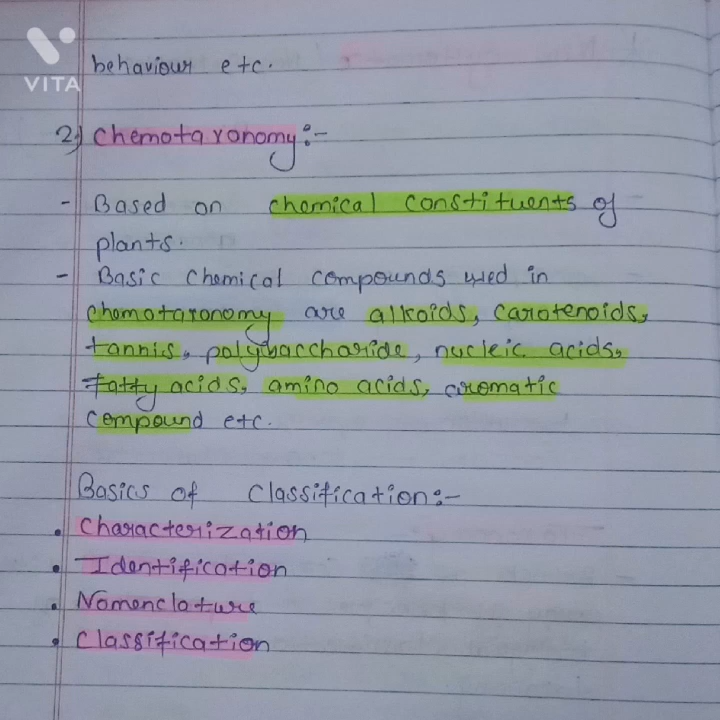 VITA
behaviour etc.
2) Chemotaxonomy:-
- Based on chemical constituents of
plants.
- Basic Chemical compounds used in
chemotaxonomy are alkoids, carotenoids,
tannis, polysaccharide, nucleic acids,
fatty acids, amino acids, aromatic
compound etc.
Basics of Classification:-
• Characterization
• Identification
• Nomenclature
• Classification